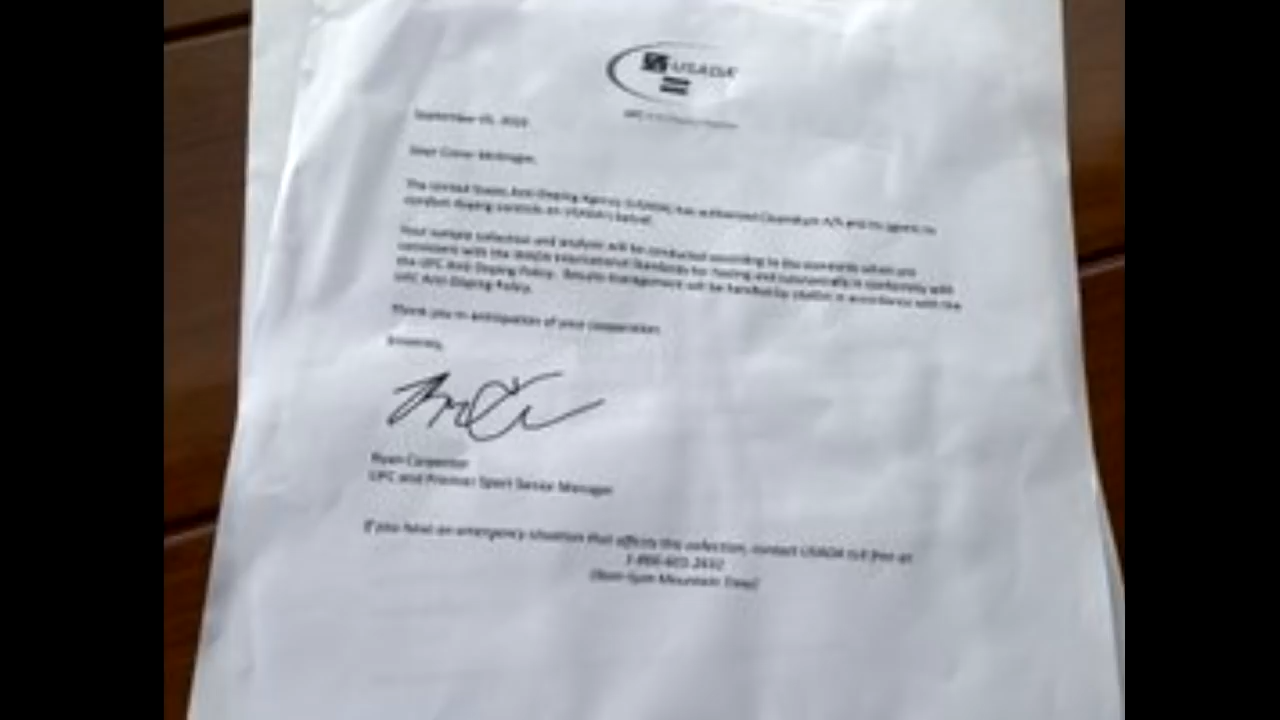 USADA
September
Dear Conor McGregor,
The United States Anti-Doping Agency (USADA) has authorized A/S and its agents to
conduct doping controls on USADA's behalf.
Your sample collection and analysis will be conducted according to the standards which are
consistent with the International Standards for Testing and substantially in conformity with
the UFC Anti-Doping Policy. Results management will be handled by in accordance with the
UFC Anti-Doping Policy.
Thank you in anticipation of your cooperation.
Sincerely,
Ryan Carpenter
UFC and Premier Sport Senior Manager
If you have an emergency situation that affects this collection, contact USADA toll free at
(8am-5pm Mountain Time)